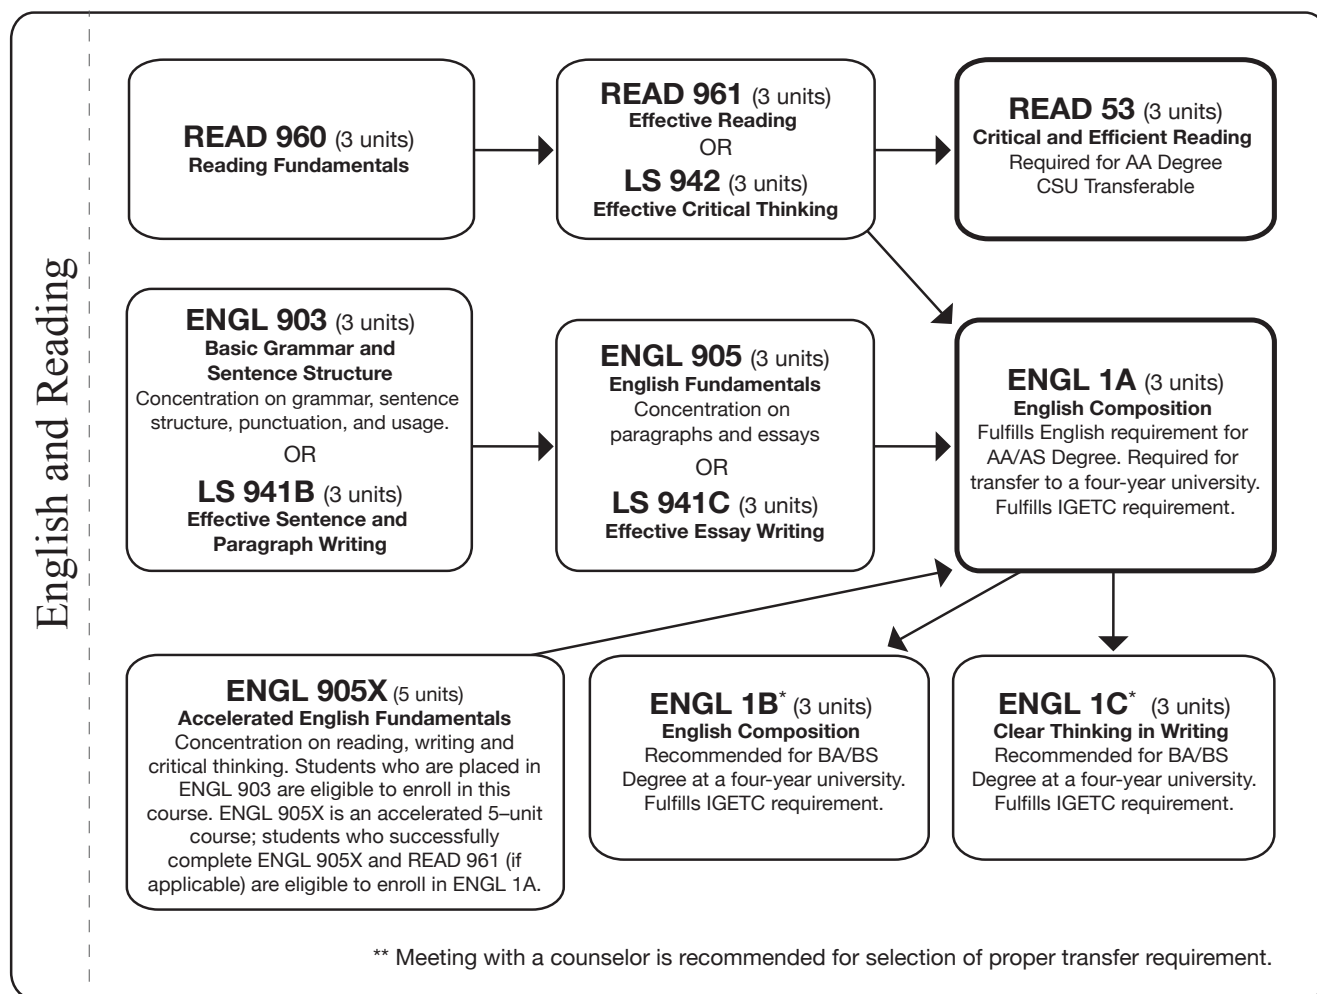 English and Reading
READ 960 (3 units)
Reading Fundamentals
READ 961 (3 units)
Effective Reading
OR
LS 942 (3 units)
Effective Critical Thinking
READ 53 (3 units)
Critical and Efficient Reading
Required for AA Degree
CSU Transferable
ENGL 903 (3 units)
Basic Grammar and
Sentence Structure
Concentration on grammar, sentence
structure, punctuation, and usage.
OR
LS 941B (3 units)
Effective Sentence and
Paragraph Writing
ENGL 905 (3 units)
English Fundamentals
Concentration on
paragraphs and essays
OR
LS 941C (3 units)
Effective Essay Writing
ENGL 1A (3 units)
English Composition
Fulfills English requirement for
AA/AS Degree. Required for
transfer to a four-year university.
Fulfills IGETC requirement.
ENGL 905X (5 units)
Accelerated English Fundamentals
Concentration on reading, writing and
critical thinking. Students who are placed in
ENGL 903 are eligible to enroll in this
course. ENGL 905X is an accelerated 5–unit
course; students who successfully
complete ENGL 905X and READ 961 (if
applicable) are eligible to enroll in ENGL 1A.
ENGL 1B* (3 units)
English Composition
Recommended for BA/BS
Degree at a four-year university.
Fulfills IGETC requirement.
ENGL 1C* (3 units)
Clear Thinking in Writing
Recommended for BA/BS
Degree at a four-year university.
Fulfills IGETC requirement.
** Meeting with a counselor is recommended for selection of proper transfer requirement.